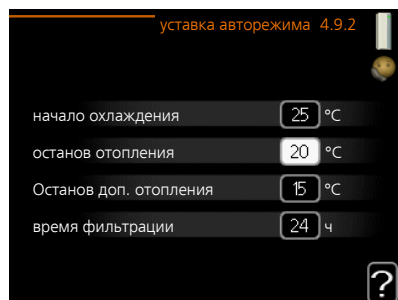 уставка авторежима 4.9.2
начало охлаждения 25 °C
останов отопления 20 °C
Останов доп. отопления 15 °C
время фильтрации 24 ч
?